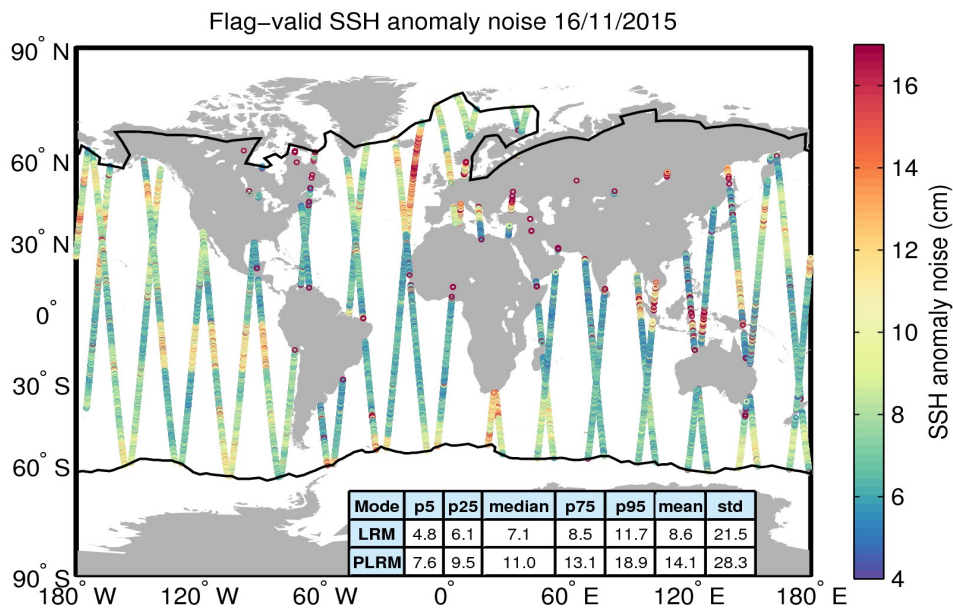 Flag−valid SSH anomaly noise 16/11/2015
90° N
60° N
30° N
0°
30° S
60° S
90° S
180° W 120° W 60° W 0° 60° E 120° E 180° E
Mode p5 p25 median p75 p95 mean std
LRM 4.8 6.1 7.1 8.5 11.7 8.6 21.5
PLRM 7.6 9.5 11.0 13.1 18.9 14.1 28.3
16
14
12
10
8
6
4
SSH anomaly noise (cm)